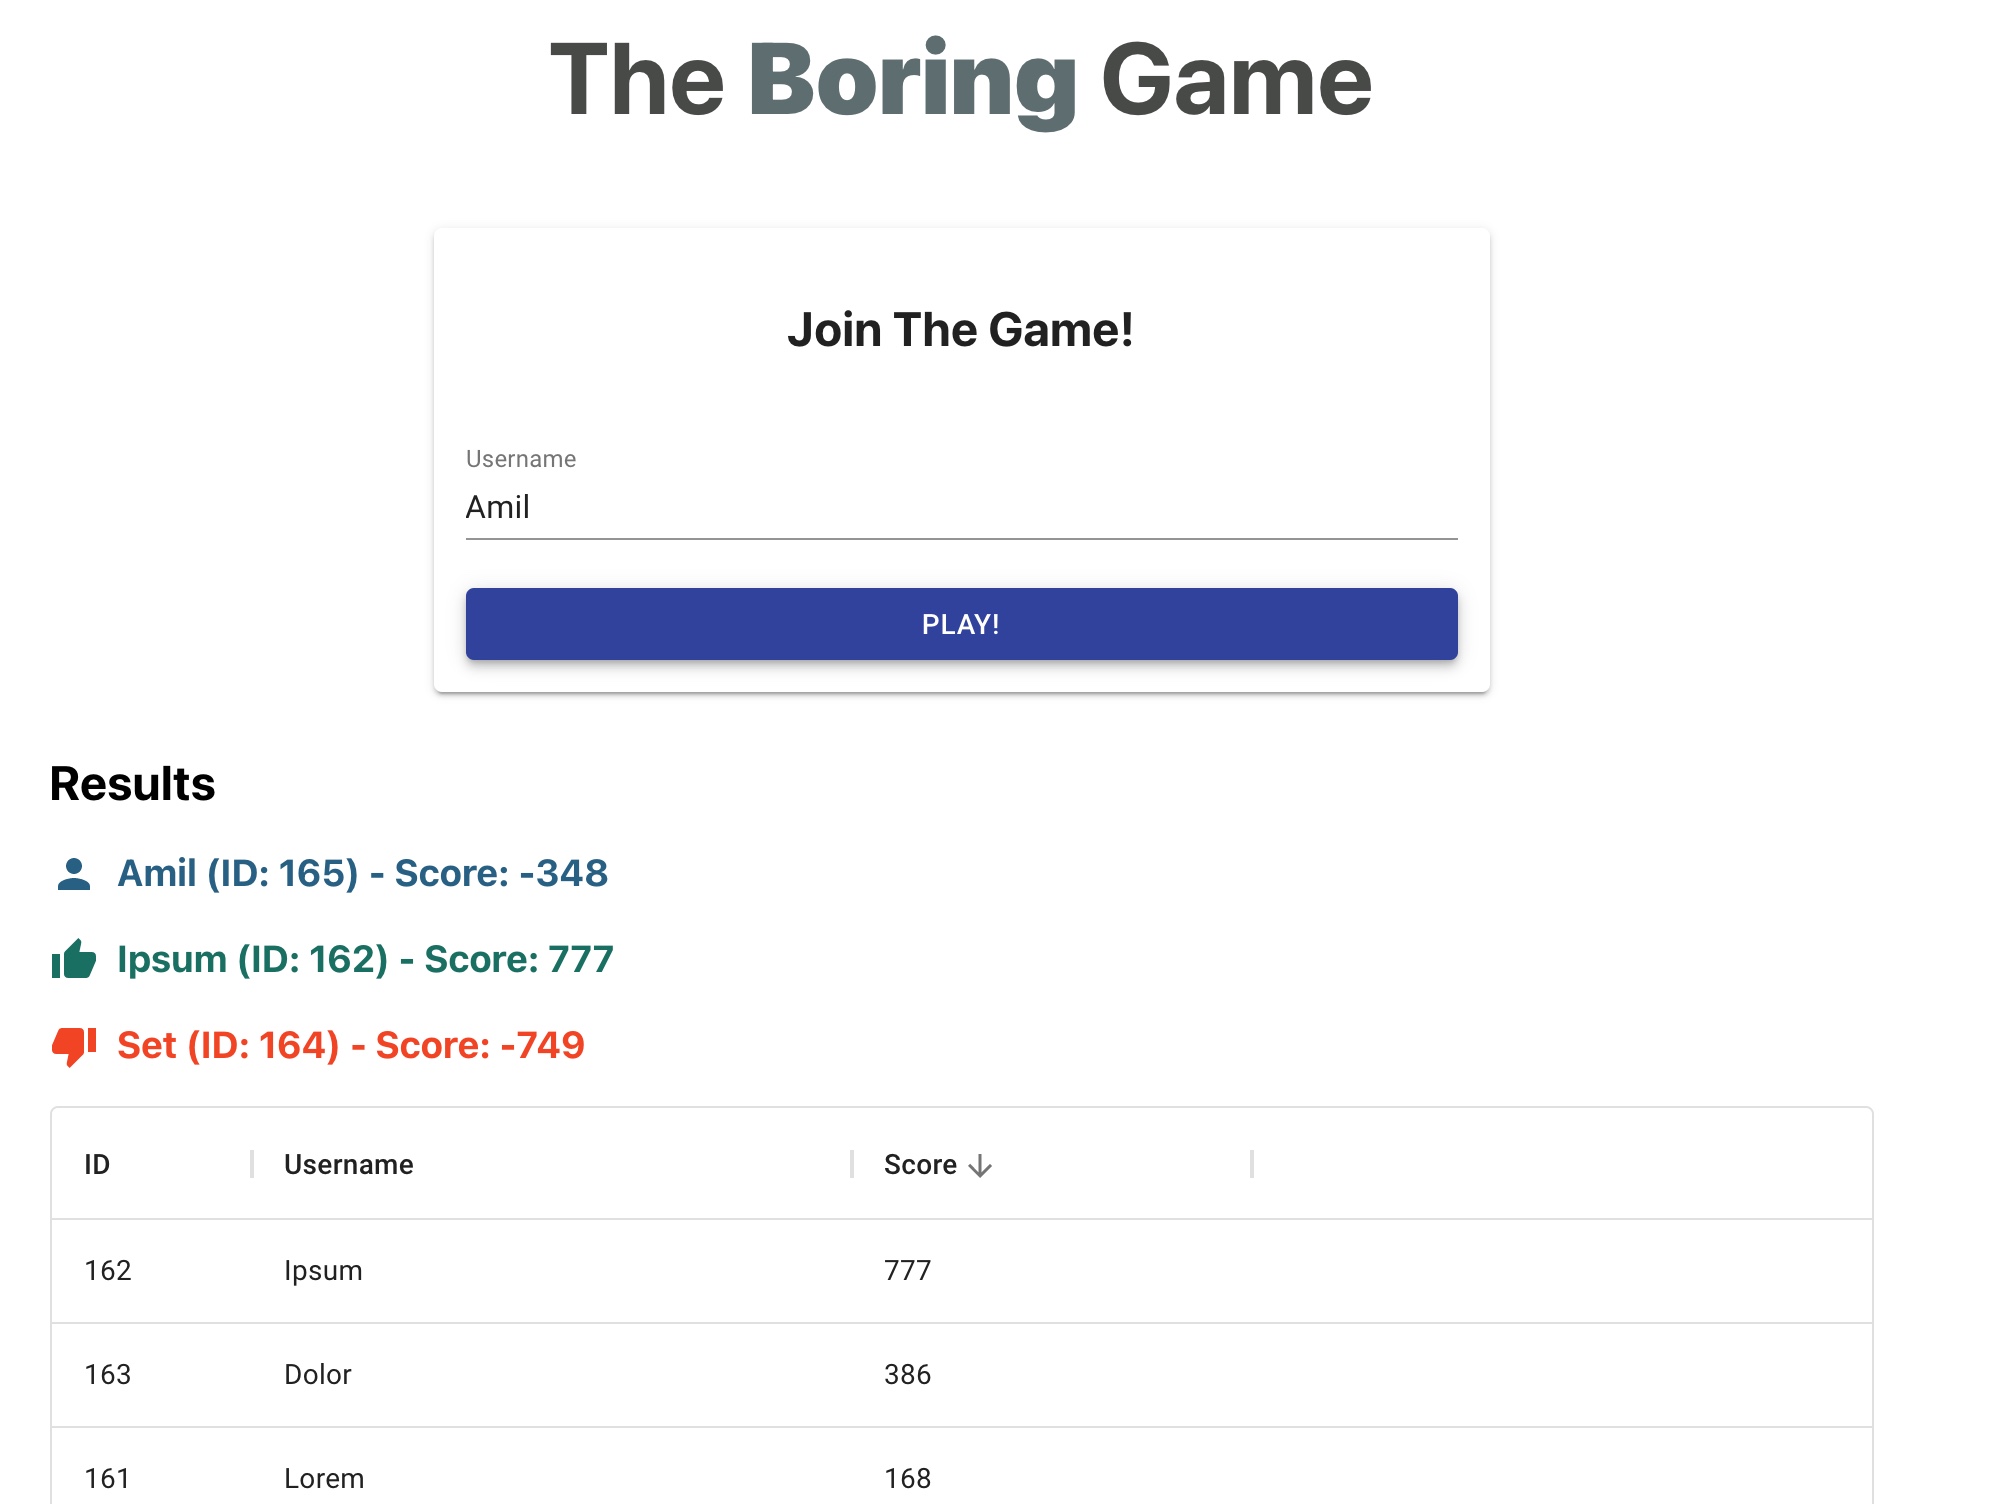 The Boring Game
Join The Game!
Username
Amil
PLAY!
Results
Amil (ID: 165) - Score: -348
Ipsum (ID: 162) - Score: 777
Set (ID: 164) - Score: -749
ID Username Score
162 Ipsum 777
163 Dolor 386
161 Lorem 168